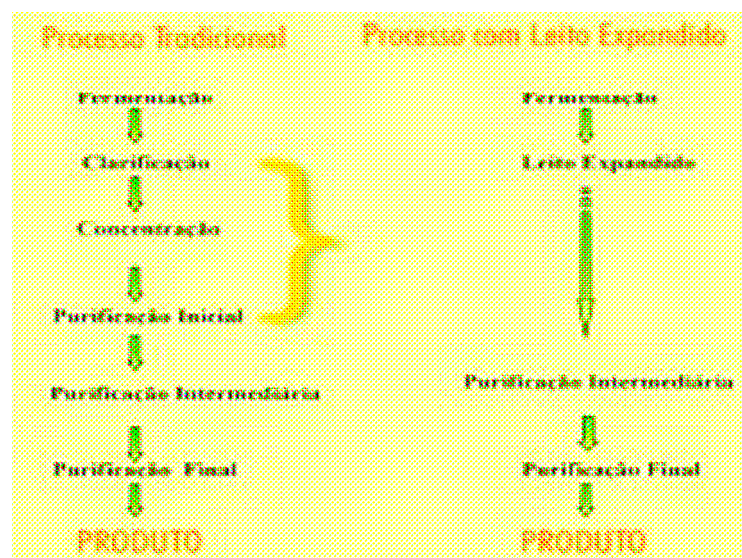 Processo Tradicional
Fermentação
Clarificação
Concentração
Purificação Inicial
Purificação Intermediária
Purificação Final
PRODUTO
Processo com Leito Expandido
Fermentação
Leito Expandido
Purificação Intermediária
Purificação Final
PRODUTO